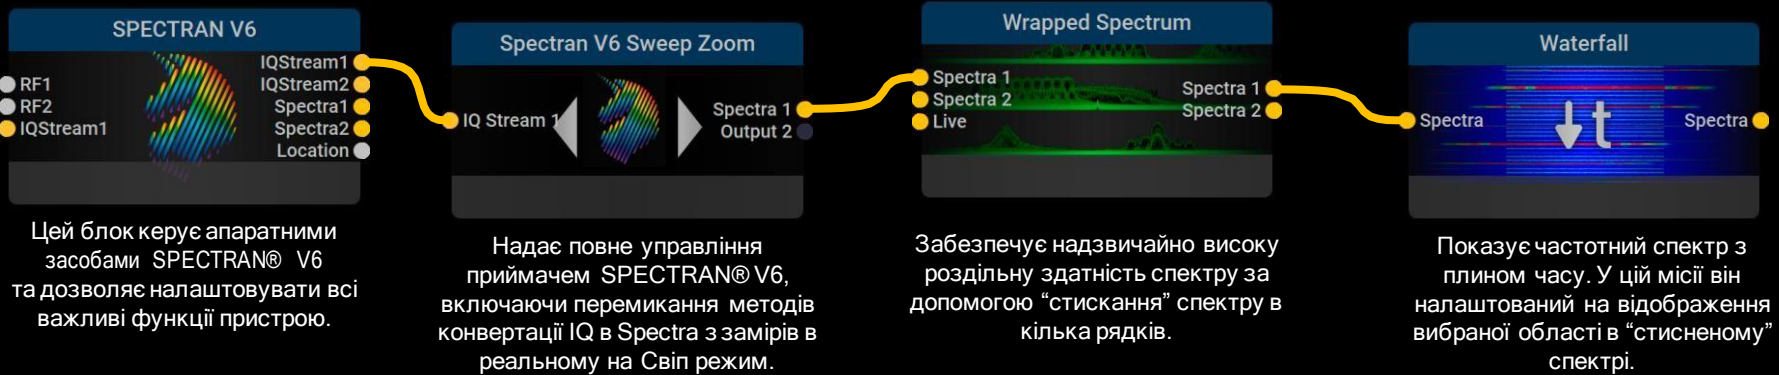 SPECTRAN V6
RF1
RF2
IQStream1
IQStream1
IQStream2
Spectra1
Spectra2
Location
Цей блок керує апаратними
засобами SPECTRAN® V6
та дозволяє налаштовувати всі
важливі функції пристрою.
Spectran V6 Sweep Zoom
IQ Stream 1
Spectra 1
Output 2
Надає повне управління
приймачем SPECTRAN® V6,
включаючи перемикання методів
конвертації IQ в Spectra з замірів в
реальному на Свіп режим.
Wrapped Spectrum
Spectra 1
Spectra 2
Live
Spectra 1
Spectra 2
Забезпечує надзвичайно високу
роздільну здатність спектру за
допомогою “стискання” спектру в
кілька рядків.
Waterfall
Spectra
t
Spectra
Показує частотний спектр з
плином часу. У цій місії він
налаштований на відображення
вибраної області в “стисненому”
спектрі.